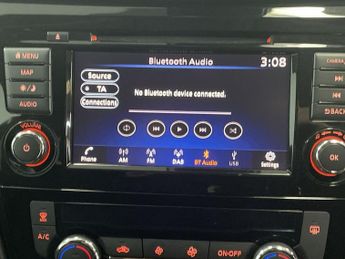 MENU
MAP
AUDIO
VOLUME
Bluetooth Audio
3:08
Source
TA
Connections
No Bluetooth device connected.
Phone
AM
FM
DAB
BT Audio
USB
Settings
CAMERA
BACK
OK
A/C
ON•OFF